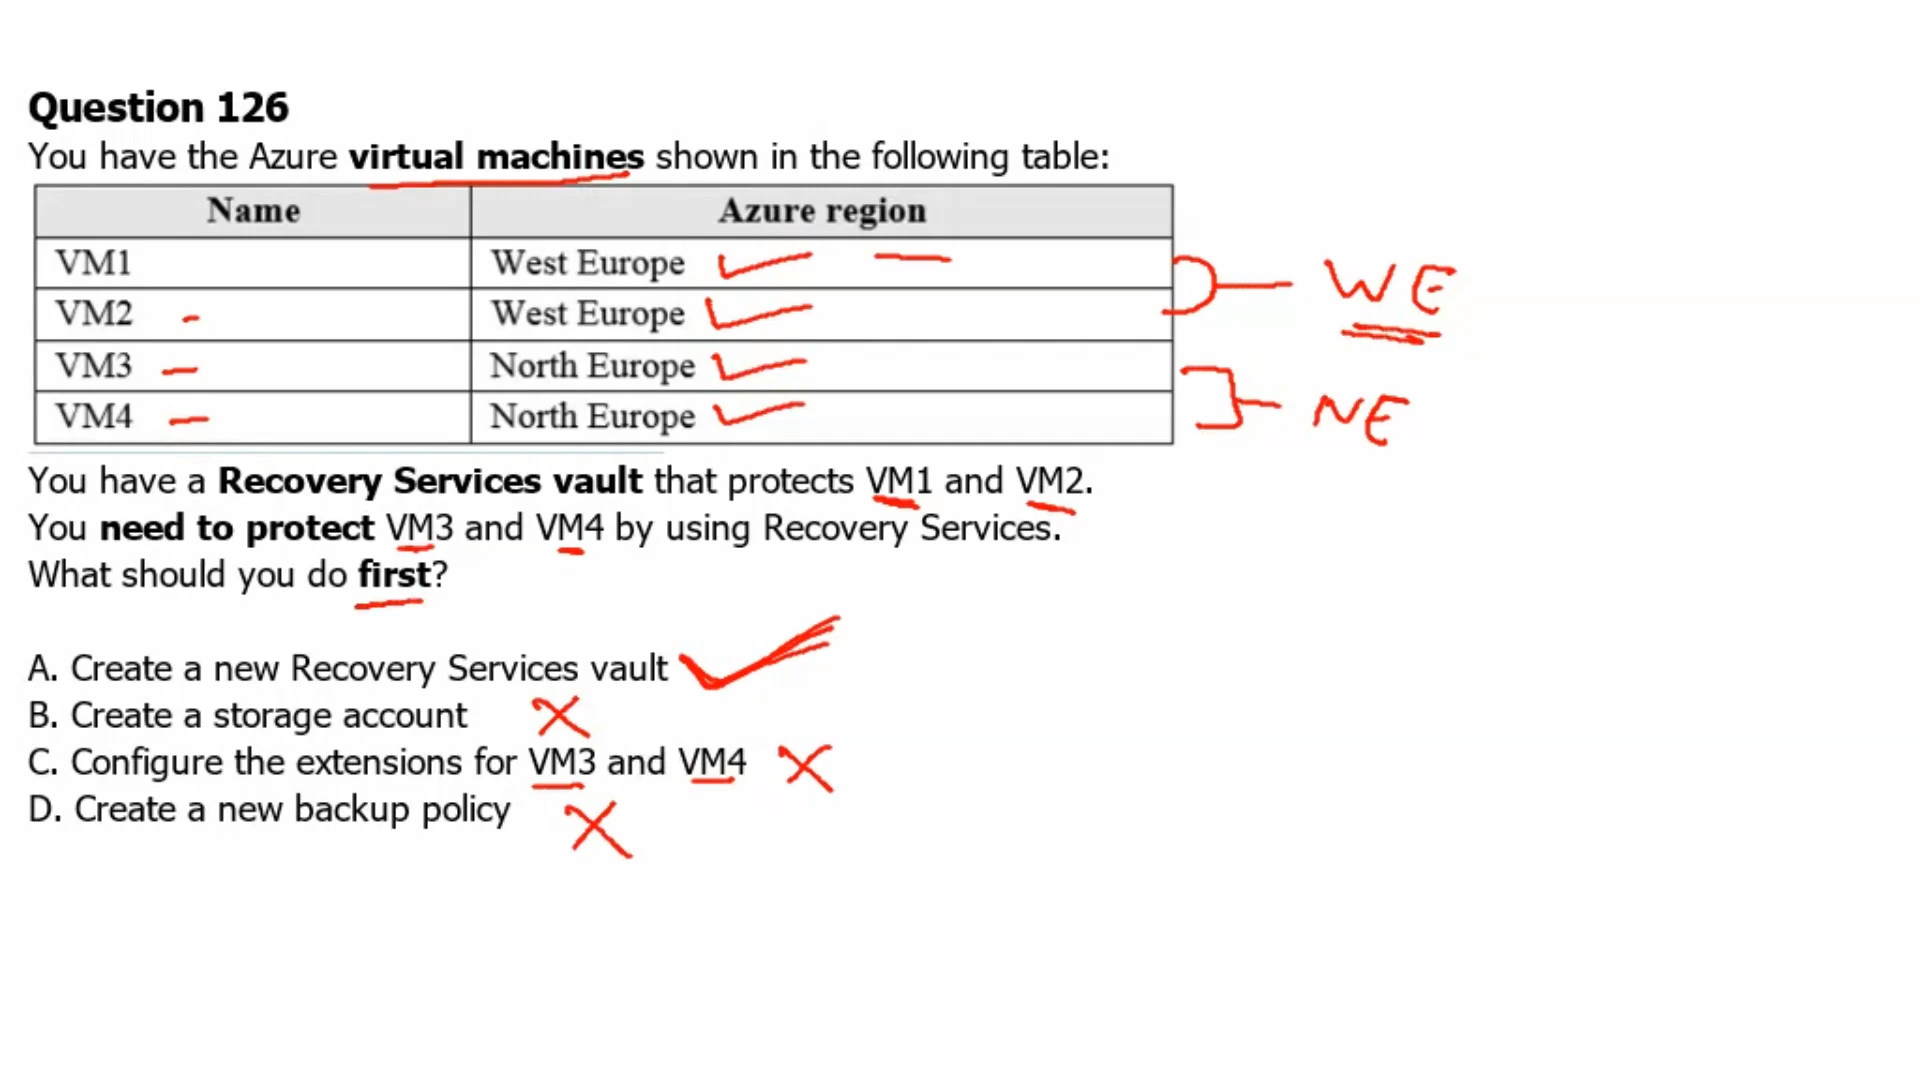 Question 126
You have the Azure virtual machines shown in the following table:
Name Azure region
VM1 West Europe
VM2 West Europe
WE
VM3 North Europe
VM4 North Europe
NE
You have a Recovery Services vault that protects VM1 and VM2.
You need to protect VM3 and VM4 by using Recovery Services.
What should you do first?
A. Create a new Recovery Services vault
B. Create a storage account
C. Configure the extensions for VM3 and VM4
D. Create a new backup policy